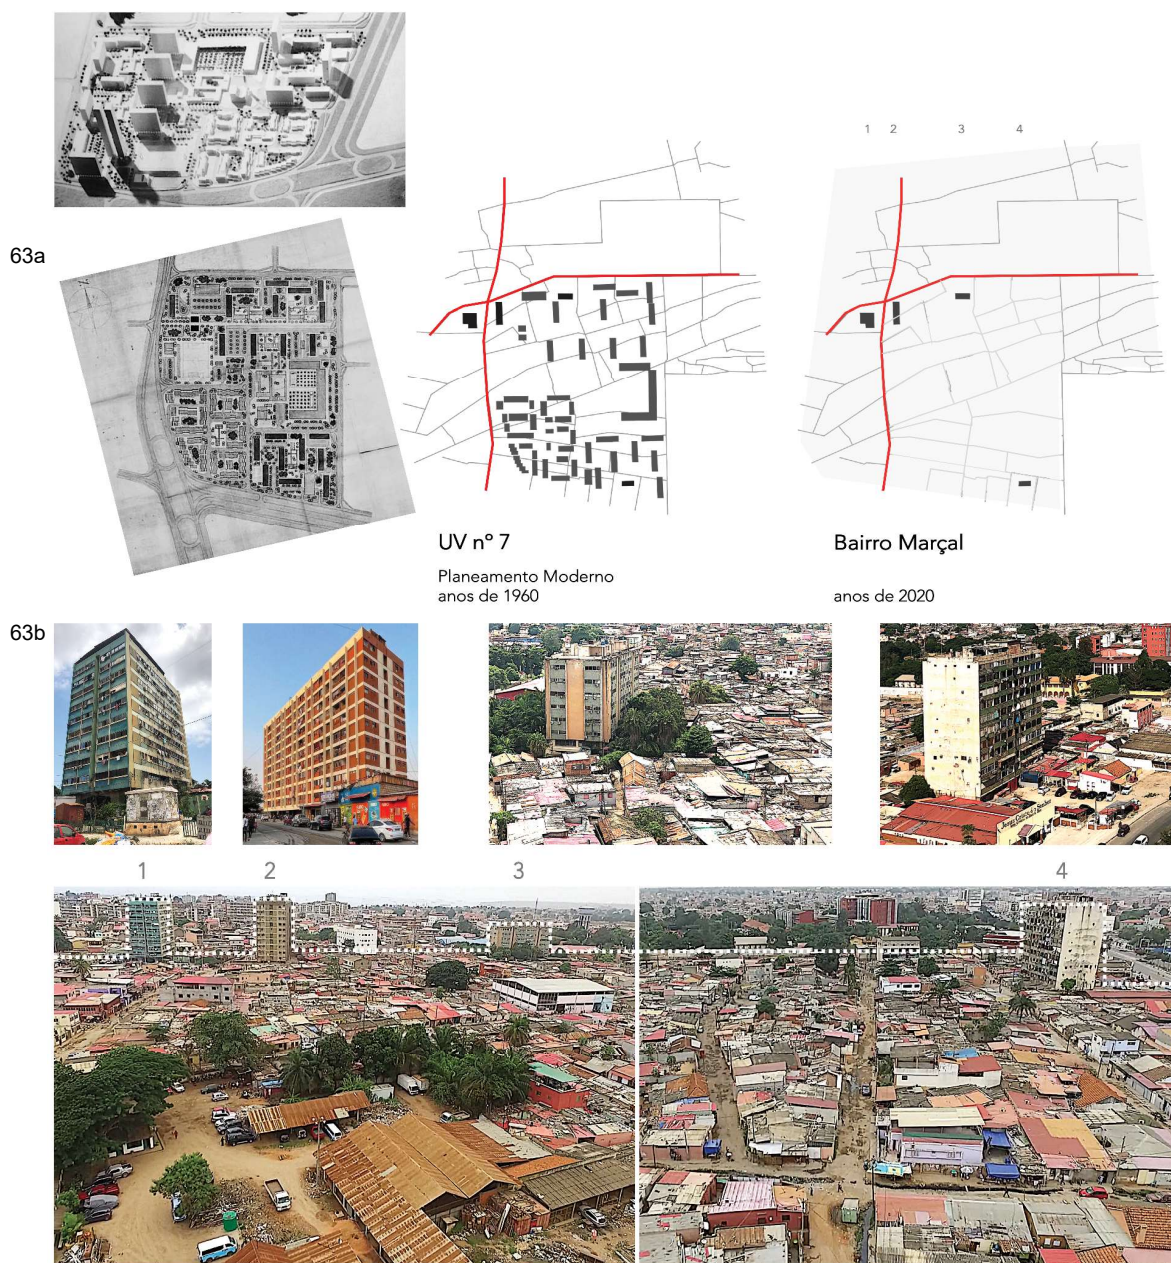 1 2 3 4
63a
UV nº 7
Planeamento Moderno
anos de 1960
Bairro Marçal
anos de 2020
63b
1 2 3 4